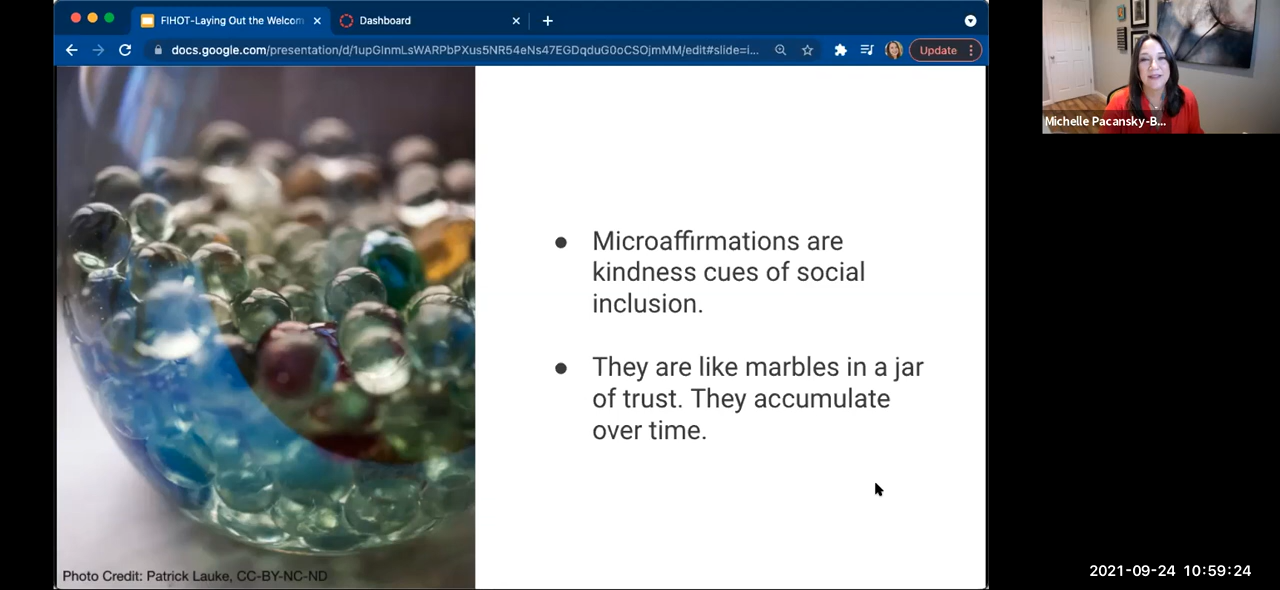 FIHOT-Laying Out the Welcom
Dashboard
docs.google.com/presentation/d/1upGInmLsWARPbPXus5NR54eNs47EGDqduG0oCSOjmMM/edit#slide=i...
Update
Michelle Pacansky-B...
Microaffirmations are
kindness cues of social
inclusion.
They are like marbles in a jar
of trust. They accumulate
over time.
Photo Credit: Patrick Lauke, CC-BY-NC-ND
2021-09-24 10:59:24